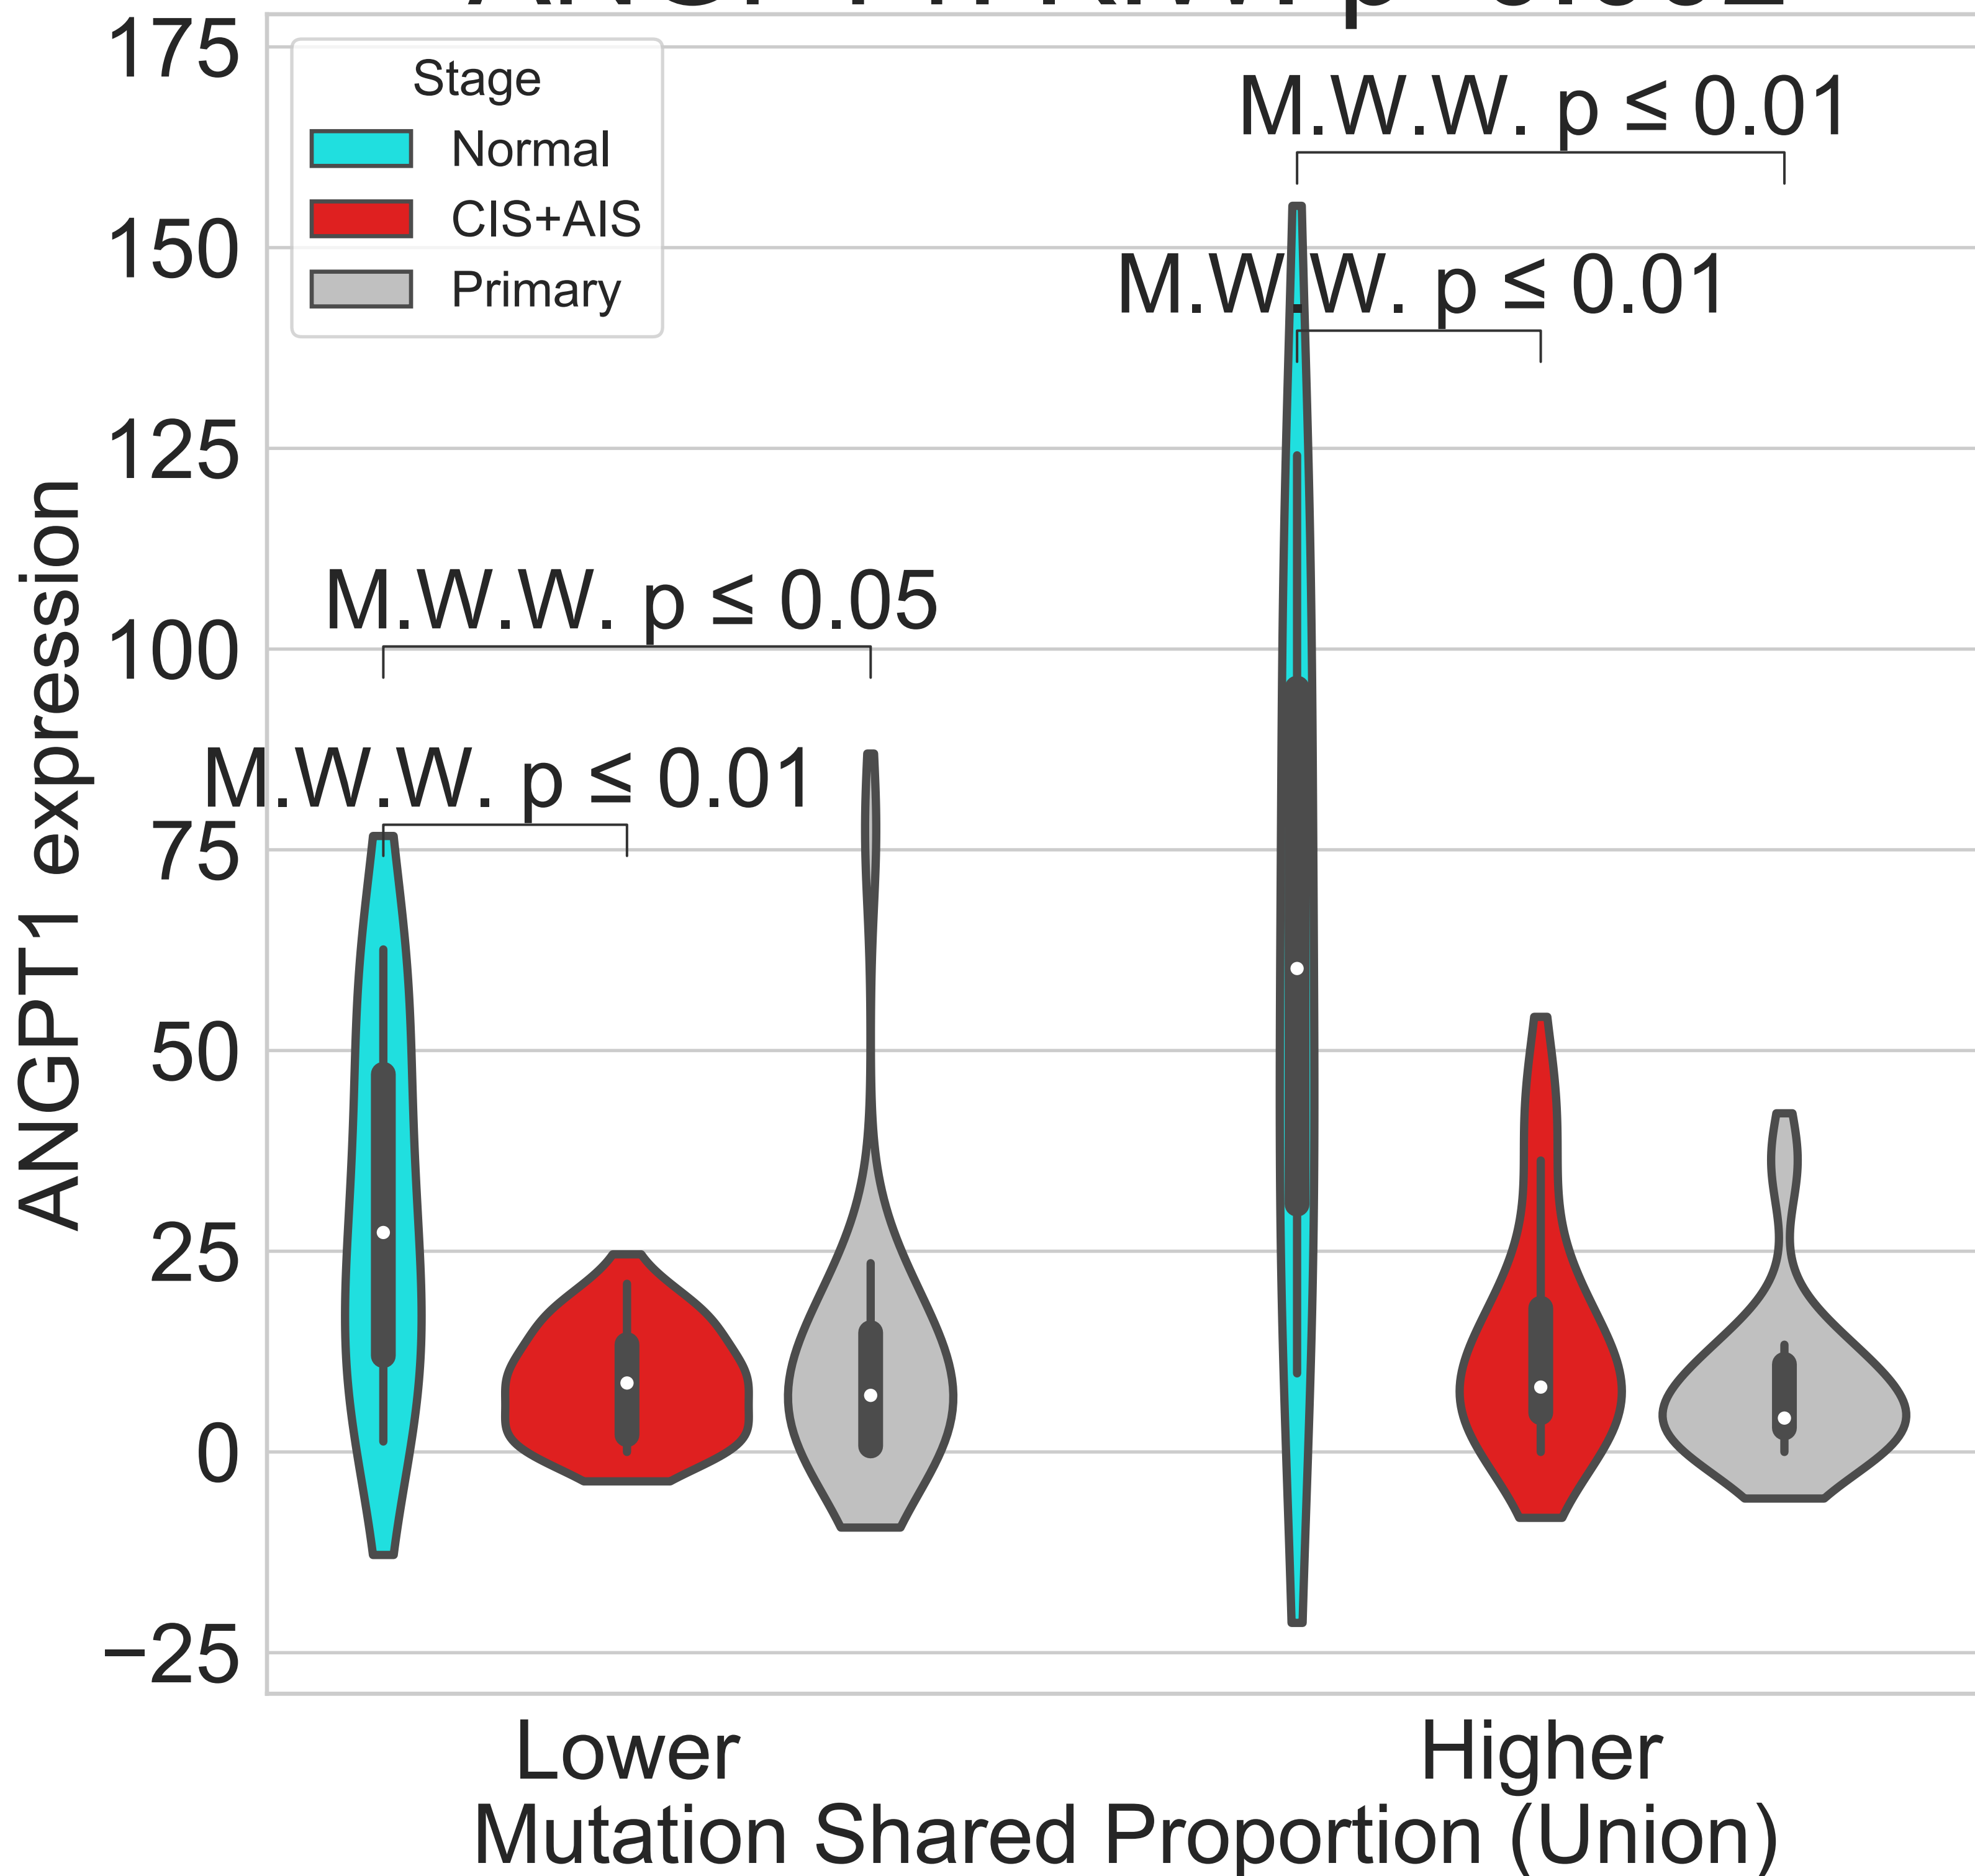 175
150
125
100
75
50
25
0
−25
ANGPT1 expression
Stage
Normal
CIS+AIS
Primary
M.W.W. p ≤ 0.01
M.W.W. p ≤ 0.01
M.W.W. p ≤ 0.05
M.W.W. p ≤ 0.01
Lower
Higher
Mutation Shared Proportion (Union)